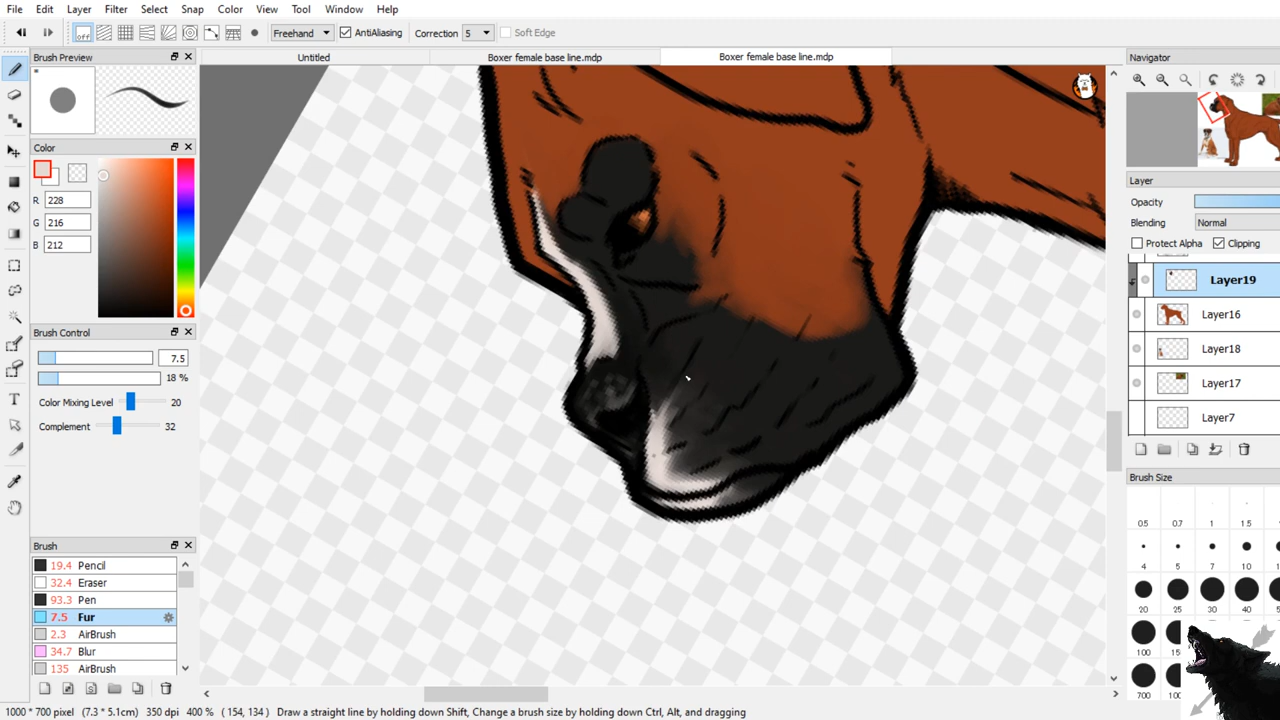 File Edit Layer Filter Select Snap Color View Tool Window Help
off Freehand AntiAliasing Correction 5 Soft Edge
Brush Preview
Untitled Boxer female base line.mdp Boxer female base line.mdp
Navigator
Color
R 228
G 216
B 212
Layer
Opacity
Blending Normal
Protect Alpha Clipping
Layer19
Layer16
Layer18
Layer17
Layer7
Brush Control
7.5
18 %
Color Mixing Level 20
Complement 32
Brush Size
0.5 0.7 1 1.5
4 5 7 10
20 25 30 40
100 15
700 10
Brush
19.4 Pencil
32.4 Eraser
93.3 Pen
7.5 Fur
2.3 AirBrush
34.7 Blur
135 AirBrush
1000 * 700 pixel (7.3 * 5.1cm) 350 dpi 400 % ( 154, 134 ) Draw a straight line by holding down Shift, Change a brush size by holding down Ctrl, Alt, and dragging